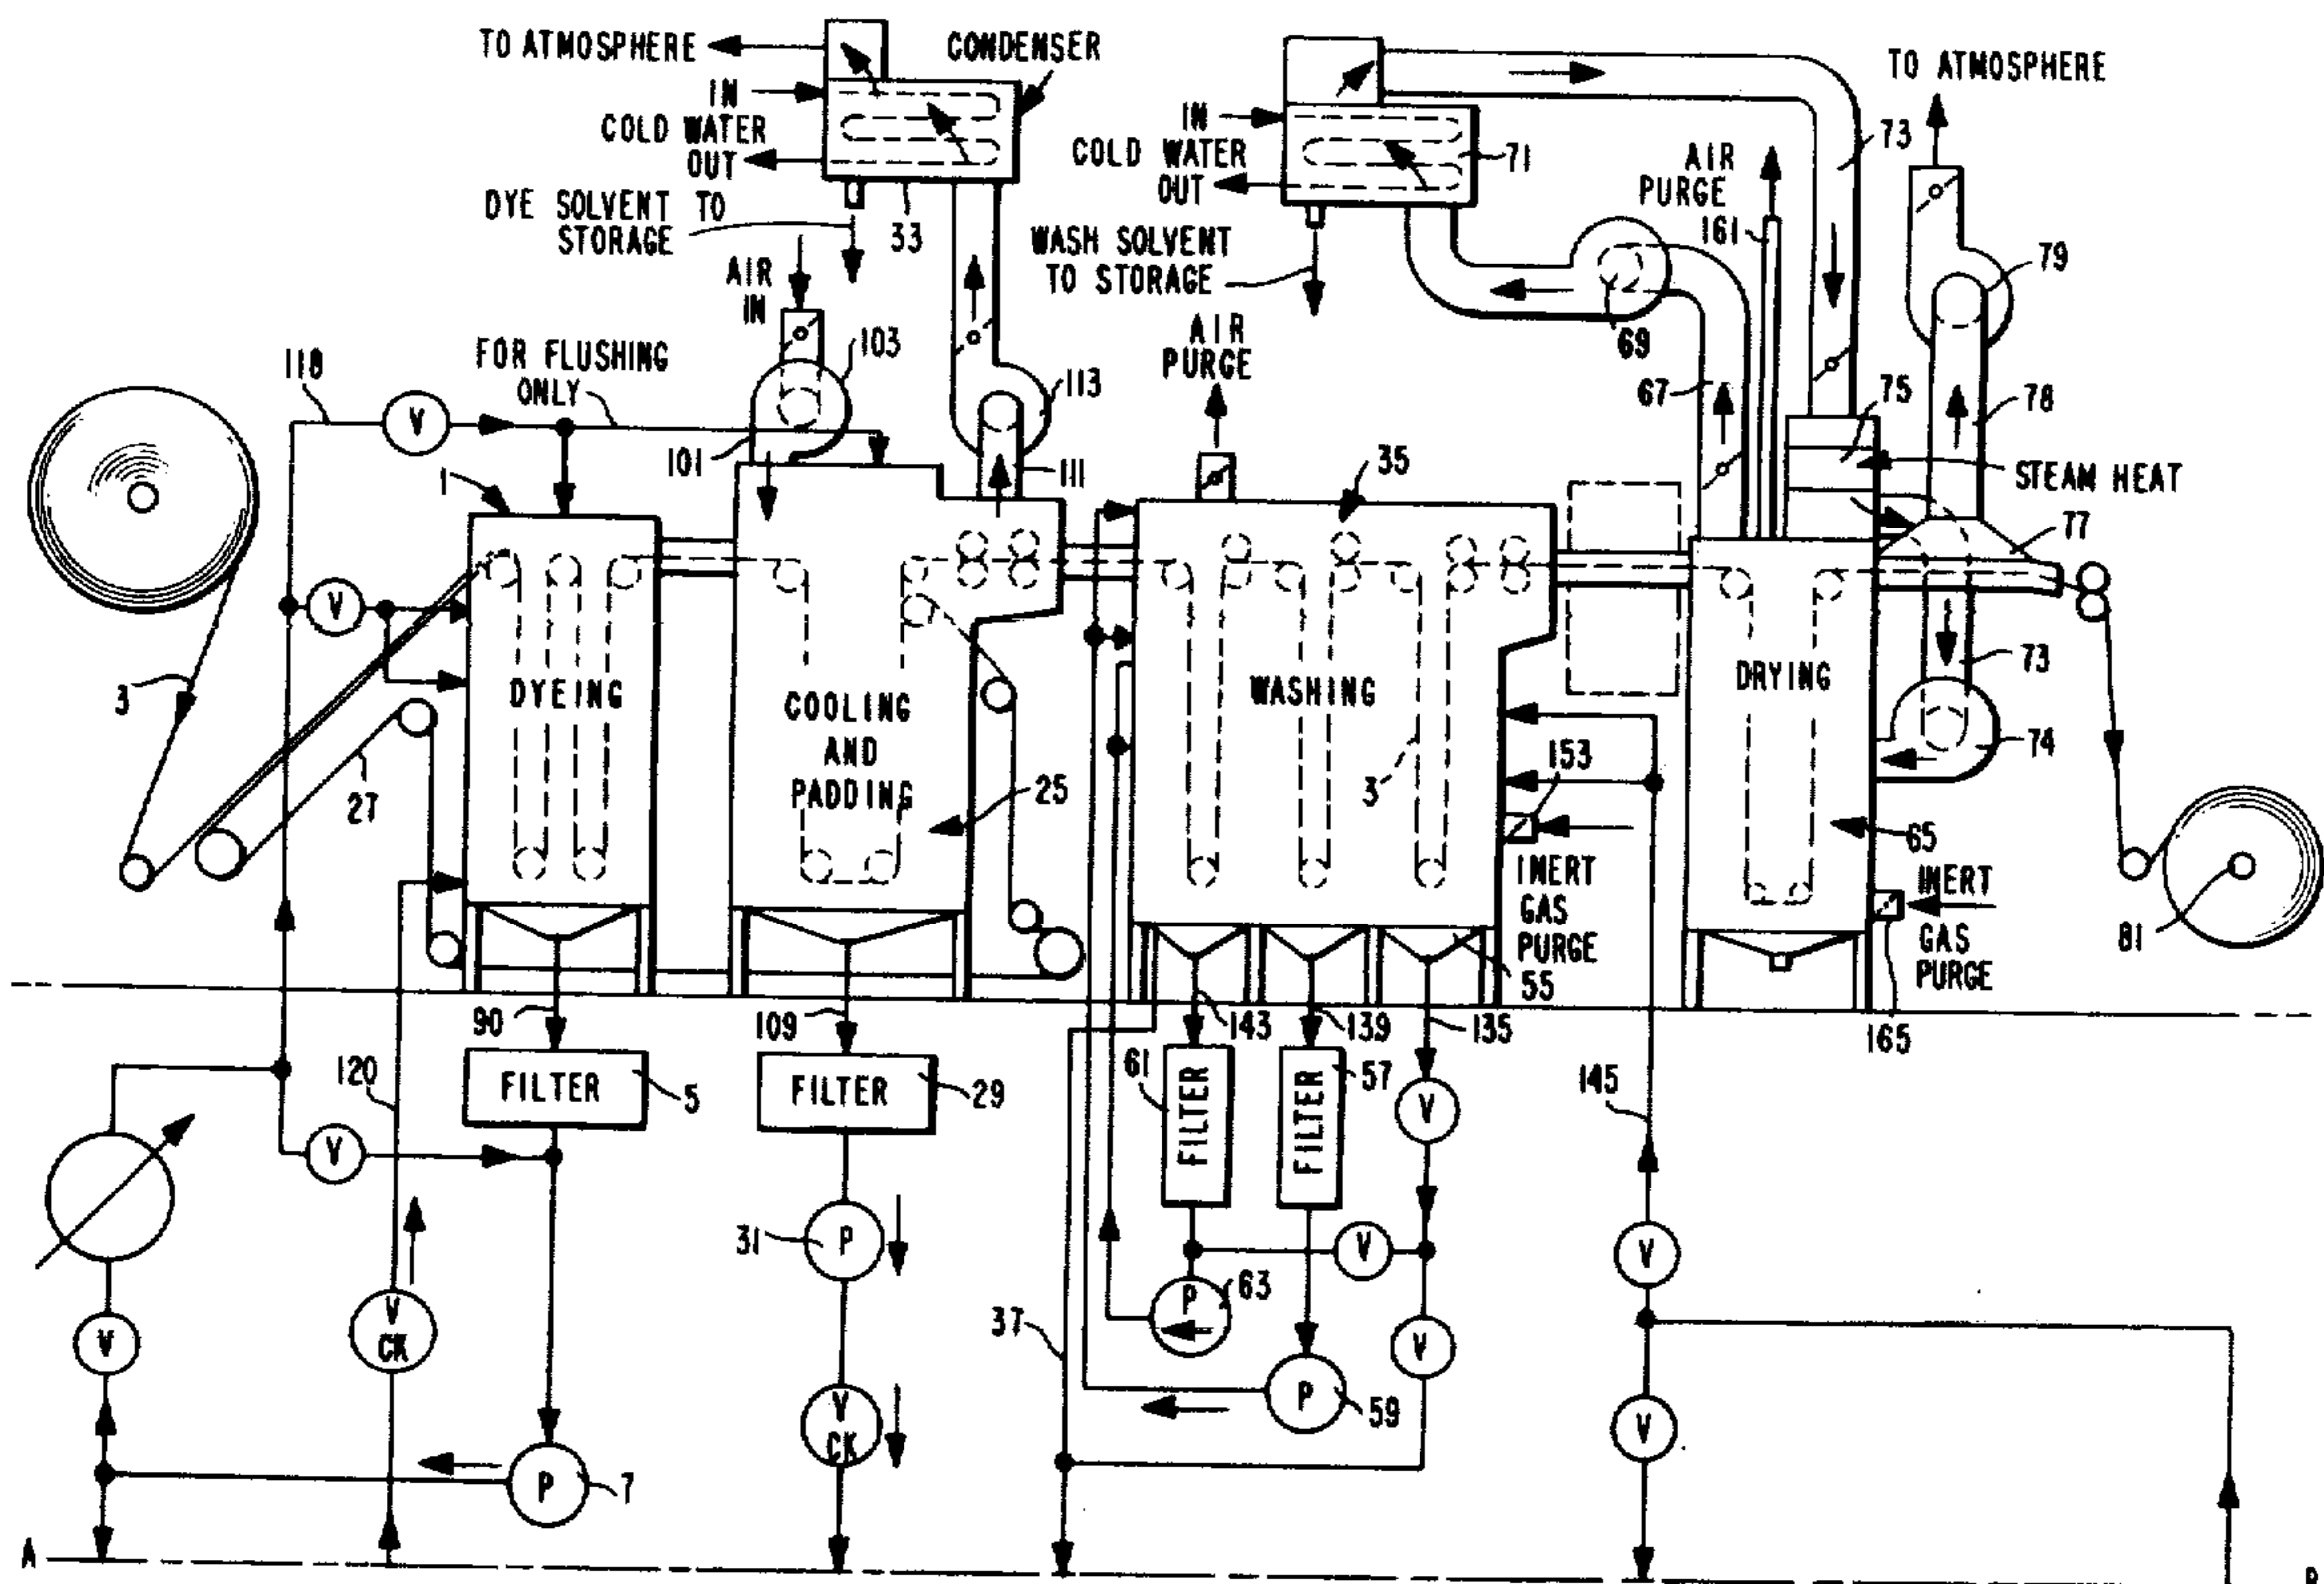 TO ATMOSPHERE
CONDENSER
IN
COLD WATER
OUT
DYE SOLVENT TO
STORAGE
33
AIR
IN
103
FOR FLUSHING
ONLY
101
113
111
IN
COLD WATER
OUT
71
WASH SOLVENT
TO STORAGE
AIR
PURGE
69
67
AIR
PURGE
161
73
TO ATMOSPHERE
79
78
75
STEAM HEAT
77
V
1
35
V
3
27
DYEING
COOLING
AND
PADDING
25
WASHING
3
153
INERT
GAS
PURGE
55
DRYING
65
73
74
INERT
GAS
PURGE
165
81
90
109
143
139
135
120
FILTER
5
FILTER
29
61
FILTER
FILTER
57
V
145
V
31
P
V
P
63
V
V
V
CK
37
V
P
59
V
CK
V
P
7
A